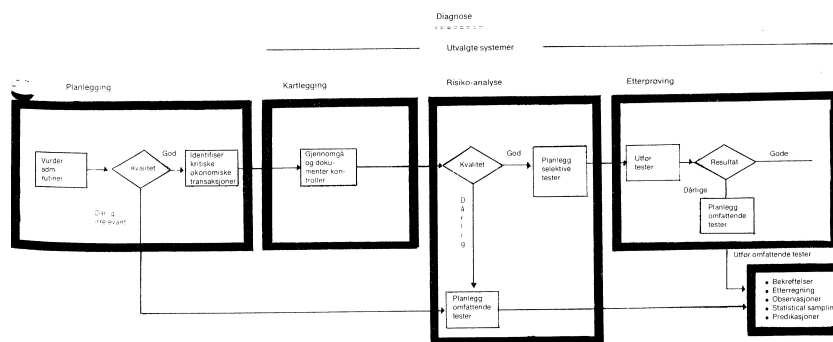 Diagnose
Utvalgte systemer
Planlegging
Kartlegging
Risiko-analyse
Etterprøving
Vurder
adm
rutiner
Kvalitet
God
Identifiser
kritiske
økonomiske
transaksjoner
Gjennomgå
og doku-
menter kon-
troller
Kvalitet
God
Planlegg
selektive
tester
Utfør
tester
Resultat
Gode
Dårlige
Planlegg
omfattende
tester
irrelevant
D
å
r
l
i
g
Planlegg
omfattende
tester
Utfør omfattende tester
• Bekreftelser
• Etterregning
• Observasjoner
• Statistical samplin
• Predikasjoner